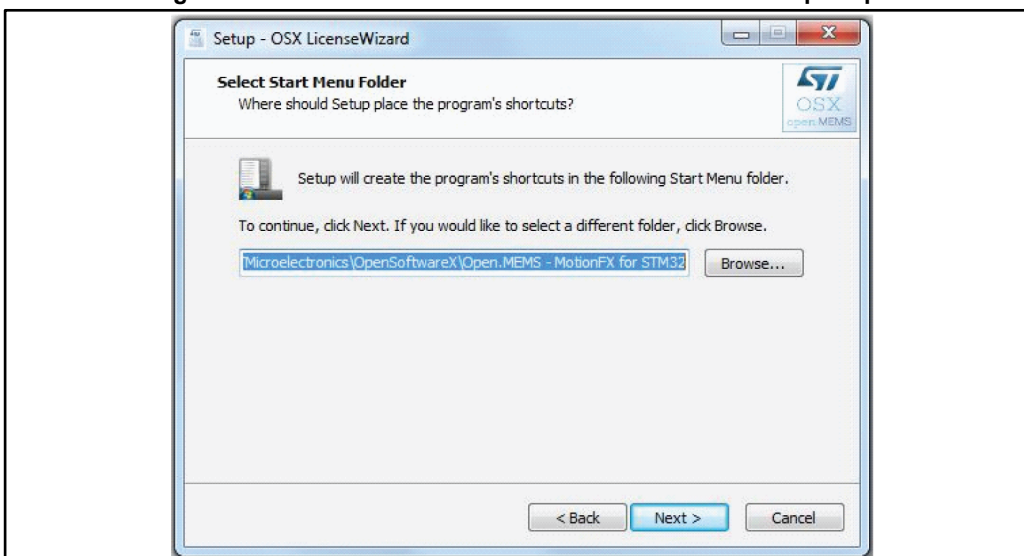 Setup - OSX LicenseWizard
Select Start Menu Folder
Where should Setup place the program's shortcuts?
ST
OSX
open.MEMS
Setup will create the program's shortcuts in the following Start Menu folder.
To continue, click Next. If you would like to select a different folder, click Browse.
Microelectronics\OpenSoftwareX\Open.MEMS - MotionFX for STM32
Browse...
< Back
Next >
Cancel